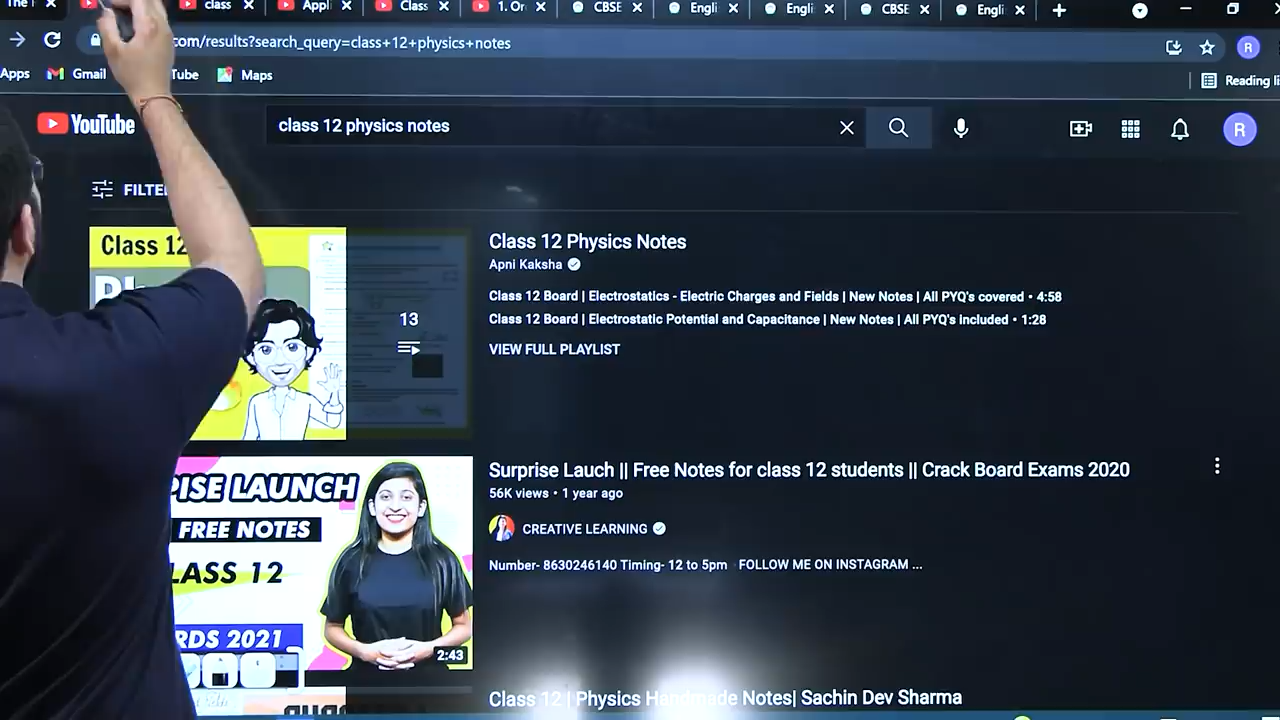 The
class
Appl
Class
1. Or
CBSE
Engli
Engli
CBSE
Engli
com/results?search_query=class+12+physics+notes
R
Apps
Gmail
Tube
Maps
Reading li
YouTube
class 12 physics notes
R
FILTE
Class 12
Class 12 Physics Notes
Apni Kaksha
Class 12 Board | Electrostatics - Electric Charges and Fields | New Notes | All PYQ's covered • 4:58
13
Class 12 Board | Electrostatic Potential and Capacitance | New Notes | All PYQ's included • 1:28
VIEW FULL PLAYLIST
PISE LAUNCH
FREE NOTES
LASS 12
RDS 2021
2:43
Surprise Lauch || Free Notes for class 12 students || Crack Board Exams 2020
56K views • 1 year ago
CREATIVE LEARNING
Number- 8630246140 Timing- 12 to 5pm FOLLOW ME ON INSTAGRAM ...
Class 12 | Physics Handmade Notes| Sachin Dev Sharma